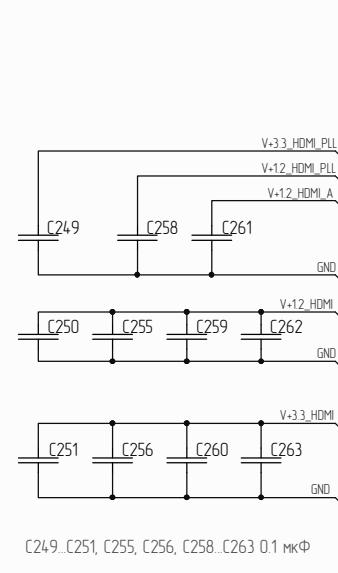 V+3.3_HDMI_PLL
V+1.2_HDMI_PLL
V+1.2_HDMI_A
C249 C258 C261
GND
V+1.2_HDMI
C250 C255 C259 C262
GND
V+3.3_HDMI
C251 C256 C260 C263
GND
C249...C251, C255, C256, C258...C263 0.1 мкФ